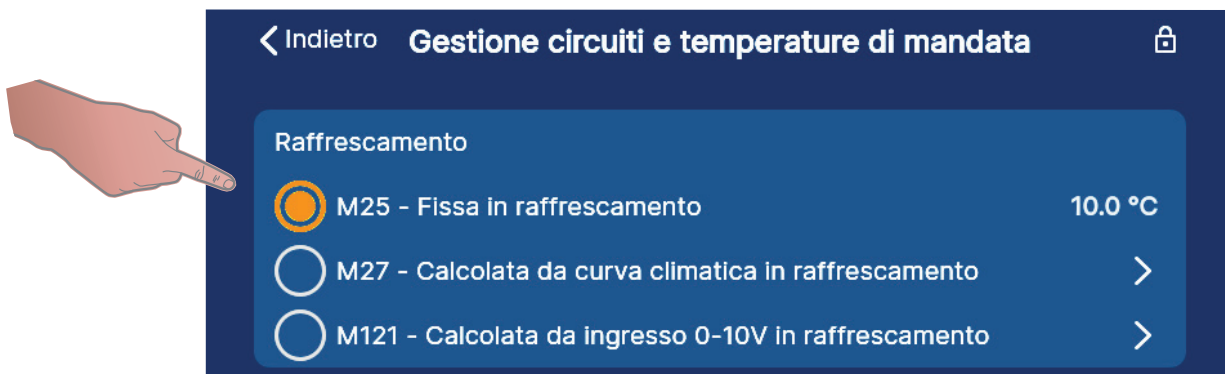 Indietro Gestione circuiti e temperature di mandata
Raffrescamento
M25 - Fissa in raffrescamento 10.0 °C
M27 - Calcolata da curva climatica in raffrescamento
M121 - Calcolata da ingresso 0-10V in raffrescamento